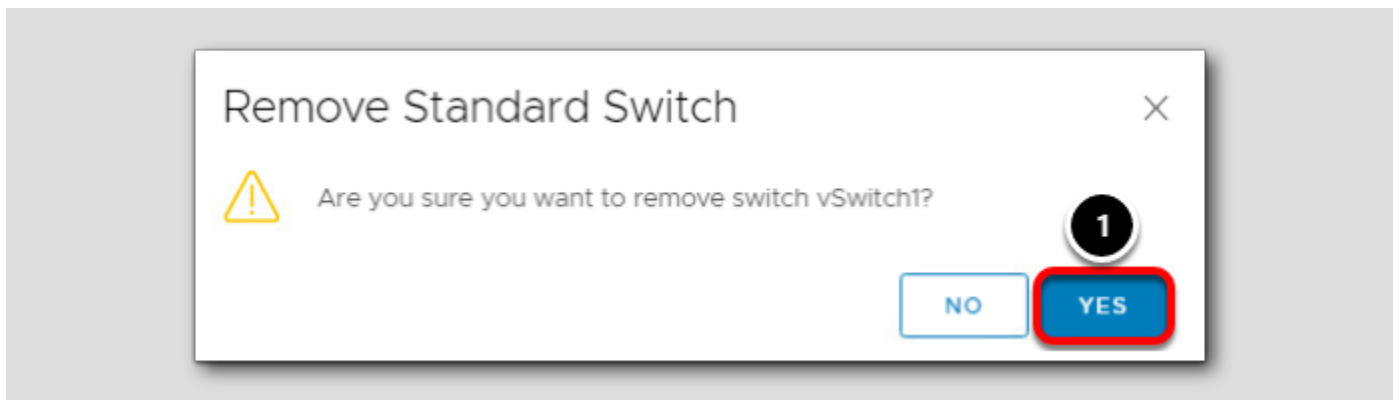 Remove Standard Switch
Are you sure you want to remove switch vSwitch1?
1
NO YES